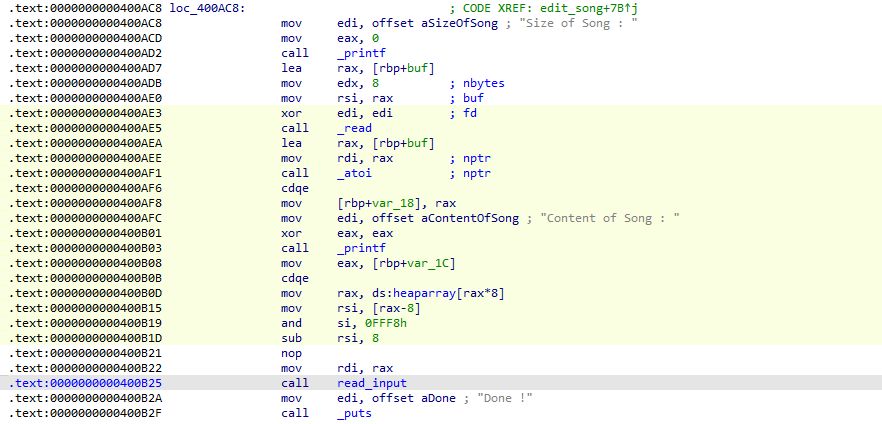 .text:0000000000400AC8 loc_400AC8: ; CODE XREF: edit_song+7B↑j
.text:0000000000400AC8 mov edi, offset aSizeOfSong ; "Size of Song : "
.text:0000000000400ACD mov eax, 0
.text:0000000000400AD2 call _printf
.text:0000000000400AD7 lea rax, [rbp+buf]
.text:0000000000400ADB mov edx, 8 ; nbytes
.text:0000000000400AE0 mov rsi, rax ; buf
.text:0000000000400AE3 xor edi, edi ; fd
.text:0000000000400AE5 call _read
.text:0000000000400AEA lea rax, [rbp+buf]
.text:0000000000400AEE mov rdi, rax ; nptr
.text:0000000000400AF1 call _atoi ; nptr
.text:0000000000400AF6 cdqe
.text:0000000000400AF8 mov [rbp+var_18], rax
.text:0000000000400AFC mov edi, offset aContentOfSong ; "Content of Song : "
.text:0000000000400B01 xor eax, eax
.text:0000000000400B03 call _printf
.text:0000000000400B08 mov eax, [rbp+var_1C]
.text:0000000000400B0B cdqe
.text:0000000000400B0D mov rax, ds:heaparray[rax*8]
.text:0000000000400B15 mov rsi, [rax-8]
.text:0000000000400B19 and si, 0FFF8h
.text:0000000000400B1D sub rsi, 8
.text:0000000000400B21 nop
.text:0000000000400B22 mov rdi, rax
.text:0000000000400B25 call read_input
.text:0000000000400B2A mov edi, offset aDone ; "Done !"
.text:0000000000400B2F call _puts